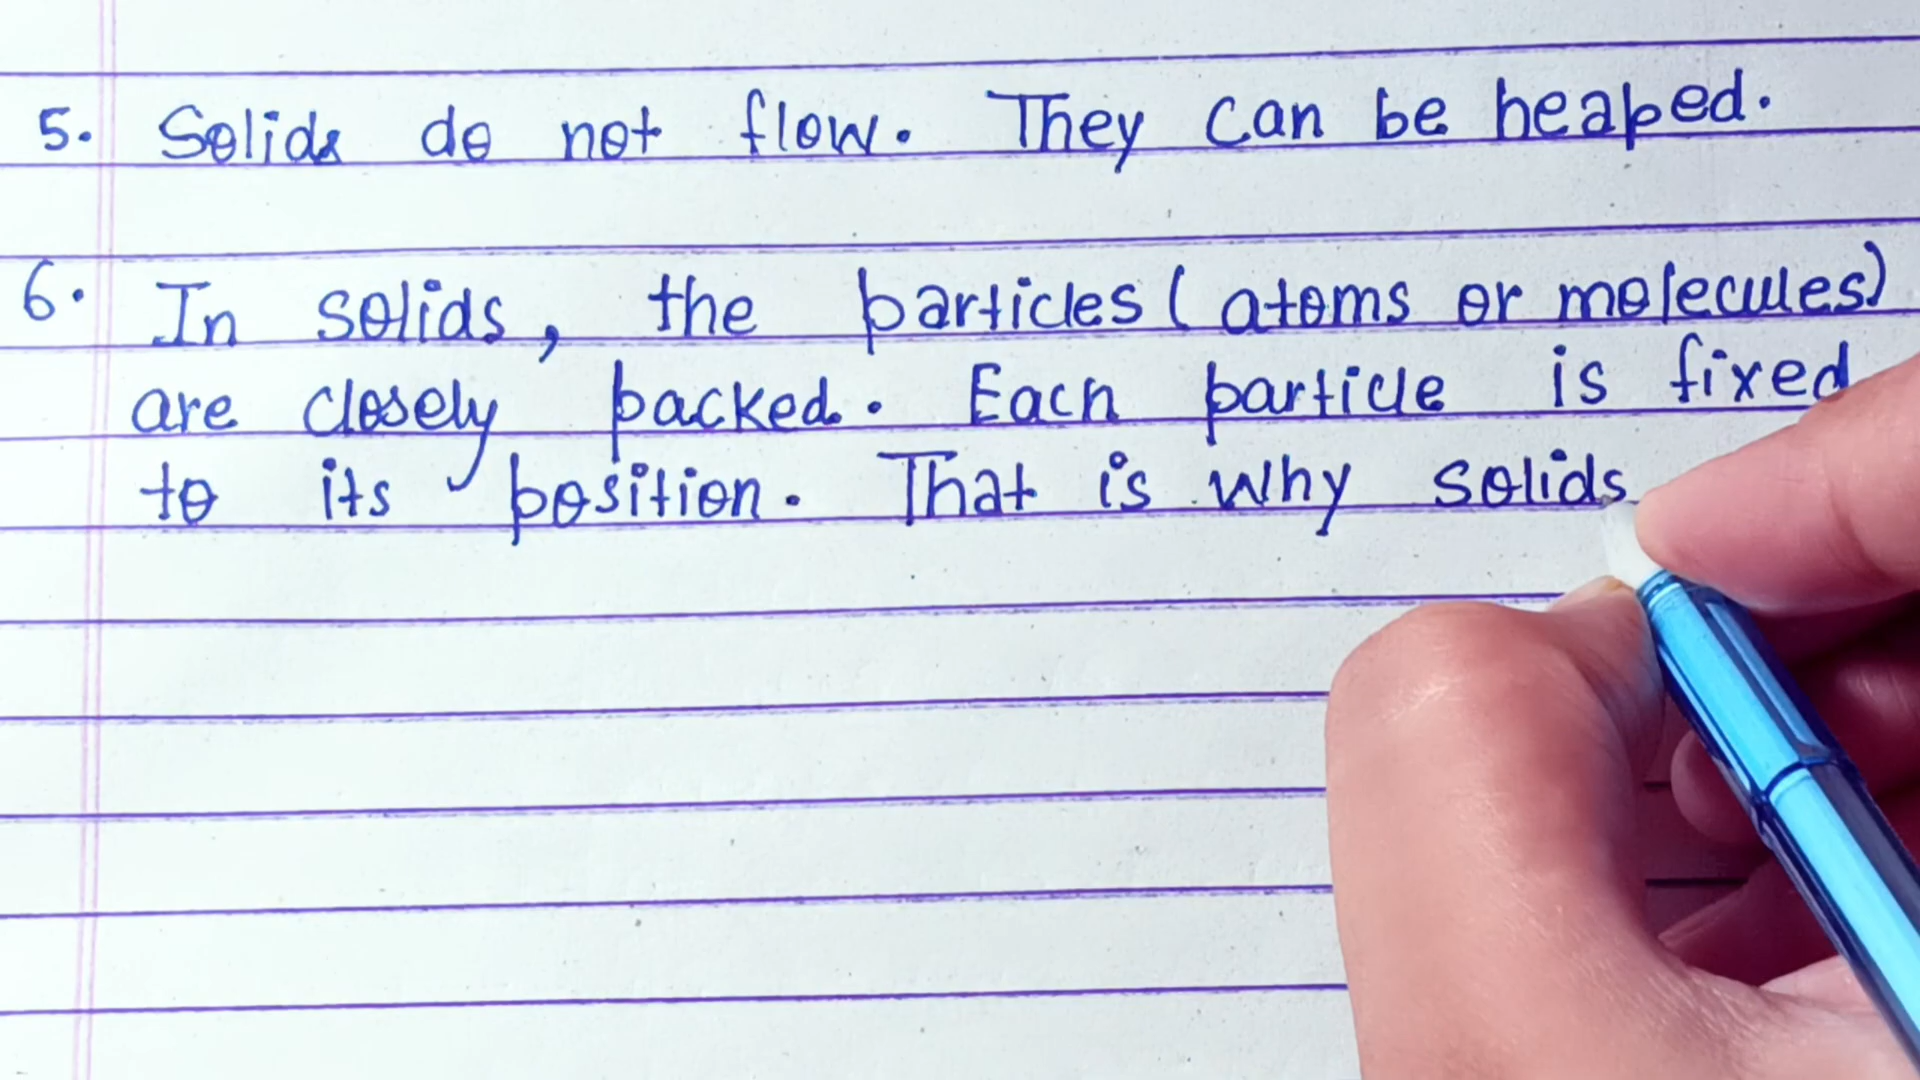 5. Solids do not flow. They can be heaped.
6. In solids, the particles (atoms or molecules)
are closely packed. Each particle is fixed
to its position. That is why solids